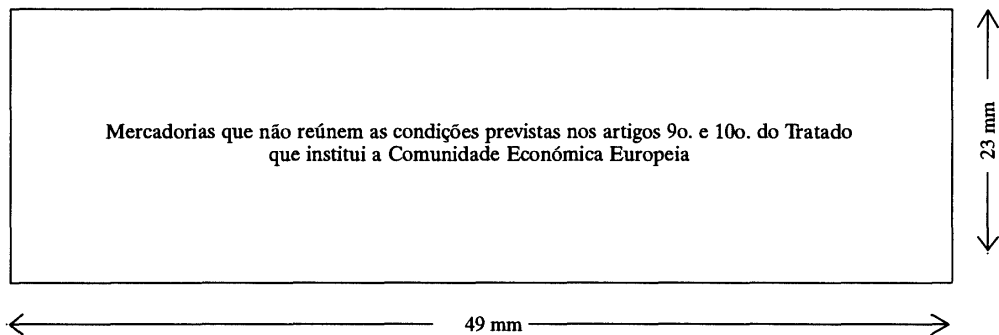 Mercadorias que não reúnem as condições previstas nos artigos 9o. e 10o. do Tratado
que institui a Comunidade Económica Europeia
23 mm
49 mm